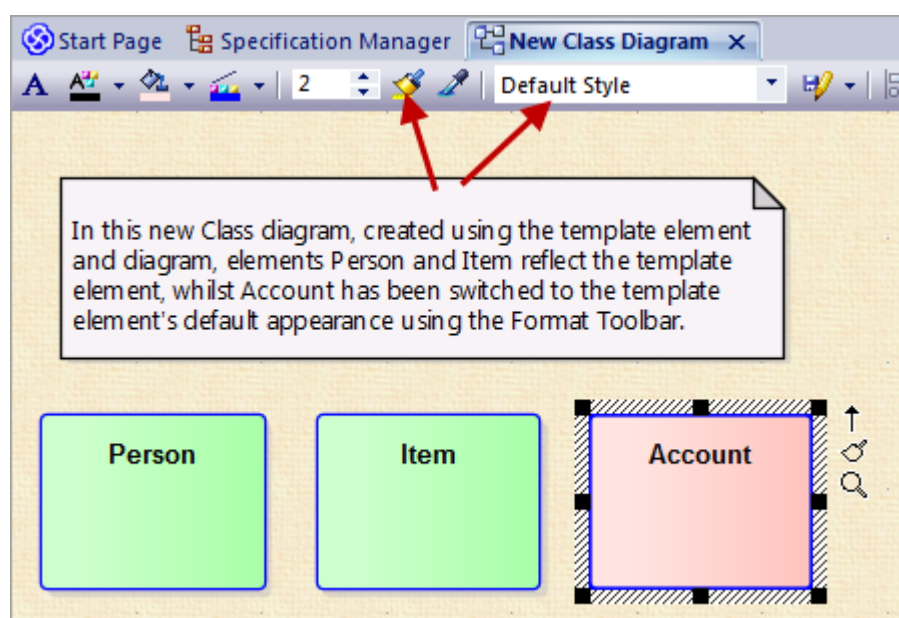 Start Page Specification Manager New Class Diagram x
A 2 Default Style
In this new Class diagram, created using the template element
and diagram, elements Person and Item reflect the template
element, whilst Account has been switched to the template
element's default appearance using the Format Toolbar.
Person Item Account